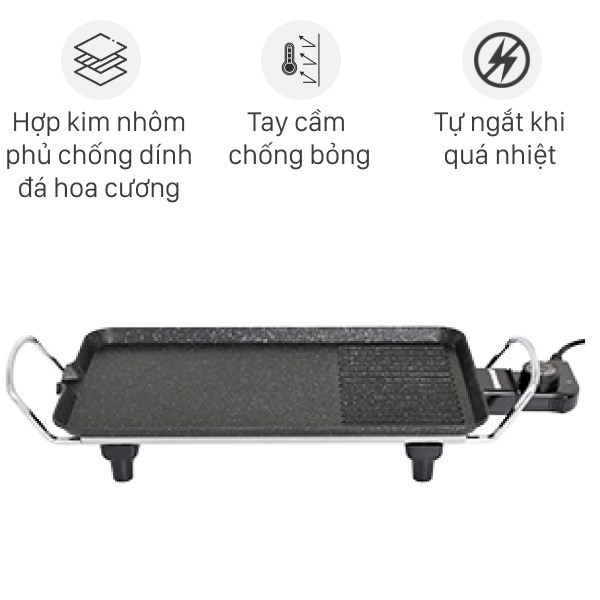 Hợp kim nhôm
phủ chống dính
đá hoa cương
Tay cầm
chống bỏng
Tự ngắt khi
quá nhiệt